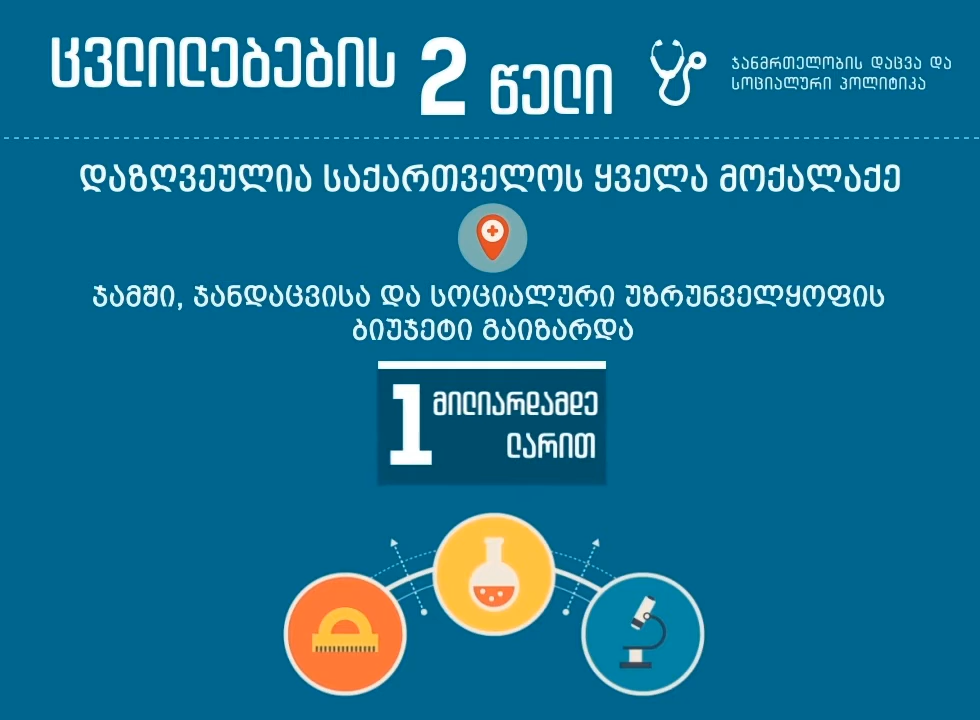 ცვლილებების 2 წელი
ჯანმრთელობის დაცვა და
სოციალური პოლიტიკა
დაზღვეულია საქართველოს ყველა მოქალაქე
ჯამში, ჯანდაცვისა და სოციალური უზრუნველყოფის
ბიუჯეტი გაიზარდა
1 მილიარდამდე
ლარით